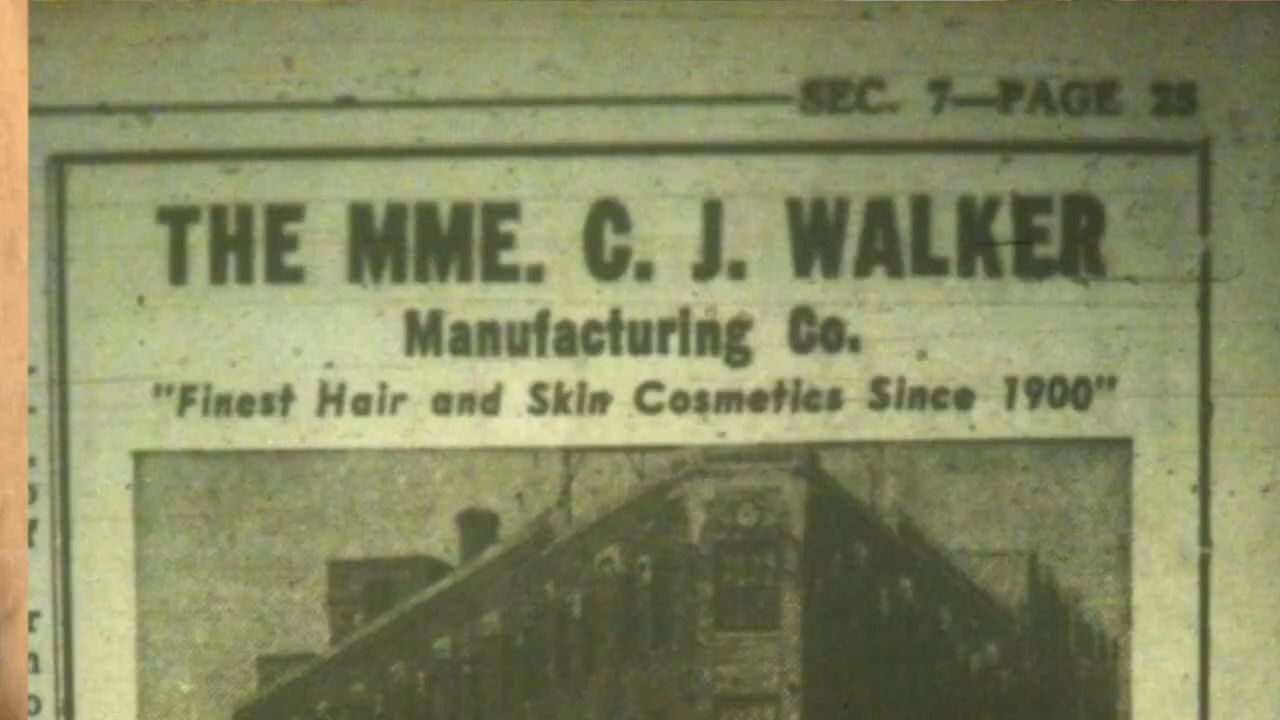 SEC. 7—PAGE 25
THE MME. C. J. WALKER
Manufacturing Co.
"Finest Hair and Skin Cosmetics Since 1900"